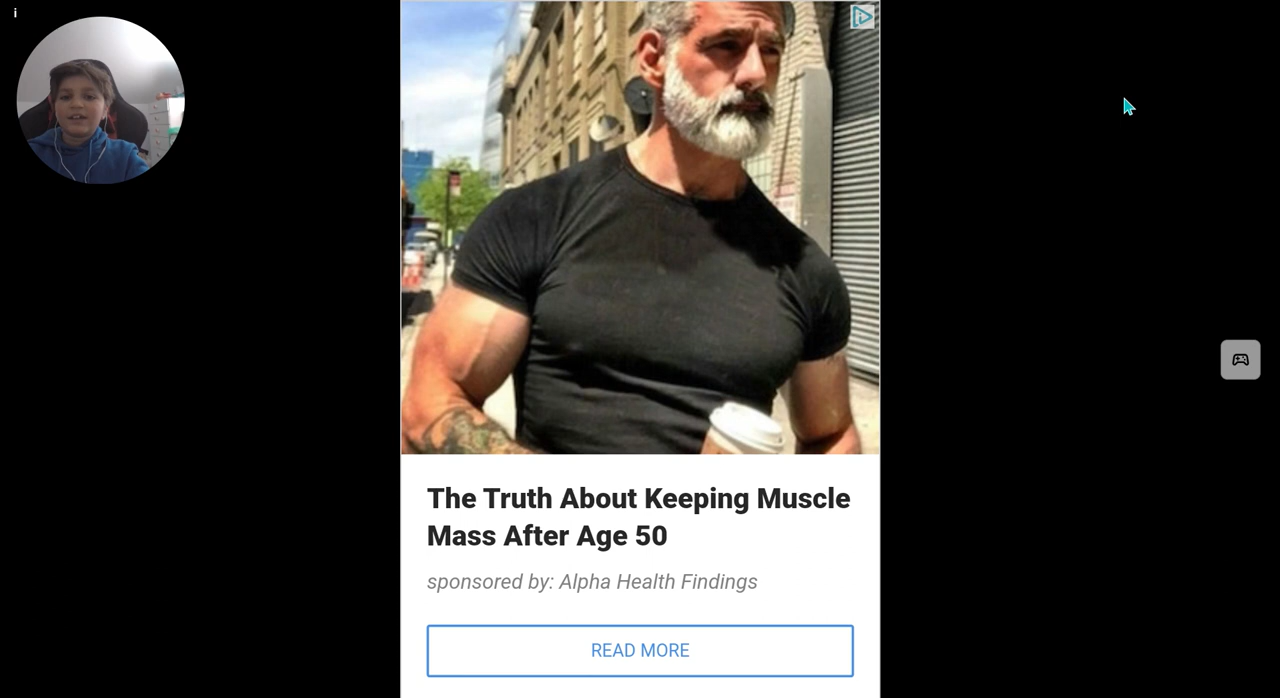 i
The Truth About Keeping Muscle
Mass After Age 50
sponsored by: Alpha Health Findings
READ MORE